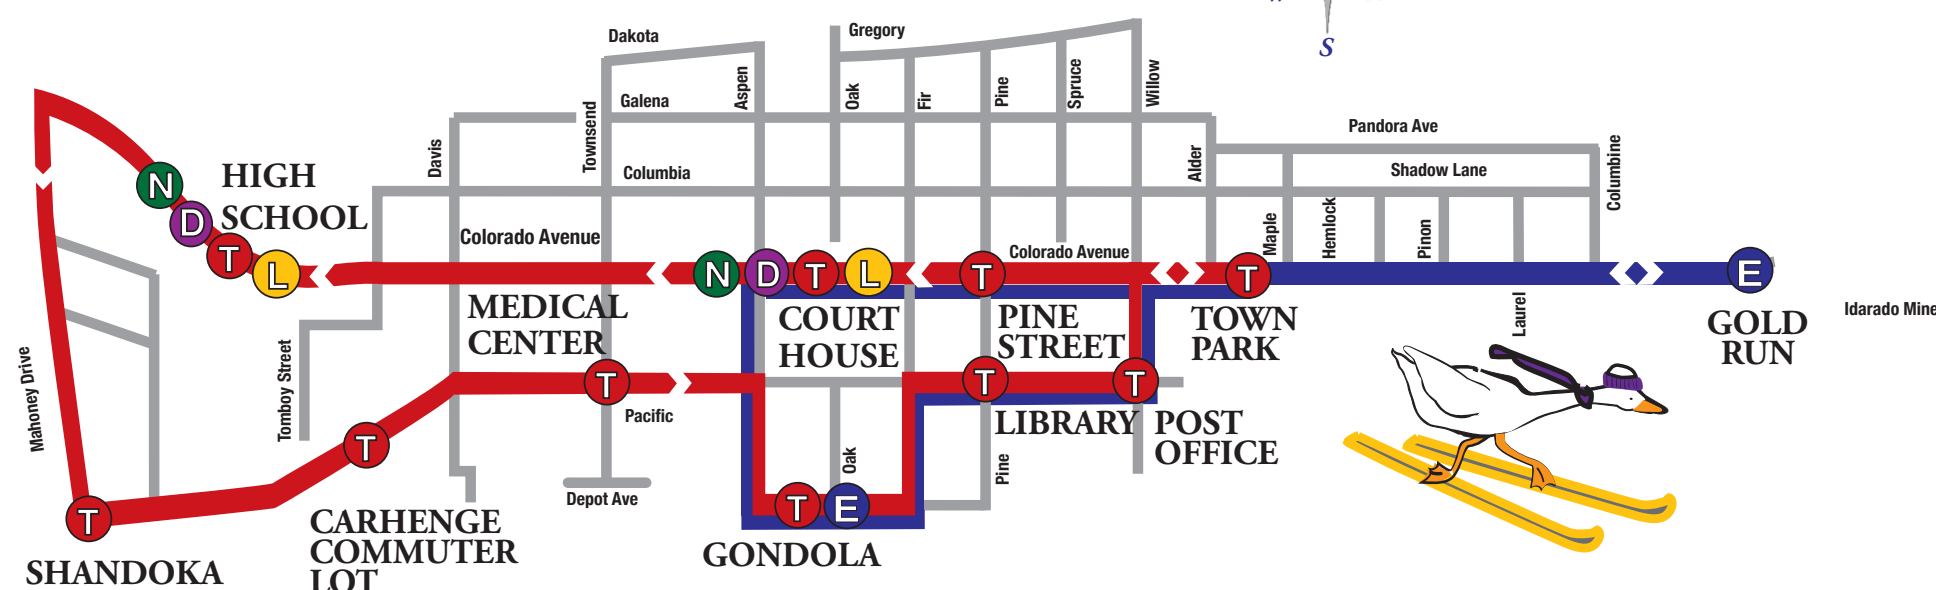 S
Dakota
Gregory
Aspen
Oak
Fir
Pine
Spruce
Willow
Galena
Townsend
Davis
Pandora Ave
Columbia
Alder
Shadow Lane
Columbine
Maple
Hemlock
Pinon
N
D
T
L
HIGH
SCHOOL
Colorado Avenue
Colorado Avenue
N
D
T
L
T
T
E
MEDICAL
CENTER
COURT
HOUSE
PINE
STREET
TOWN
PARK
Laurel
GOLD
RUN
Idarado Mine
Mahoney Drive
Tomboy Street
T
Pacific
T
LIBRARY
T
POST
OFFICE
T
Oak
Pine
Depot Ave
T
E
GONDOLA
T
SHANDOKA
CARHENGE
COMMUTER
LOT